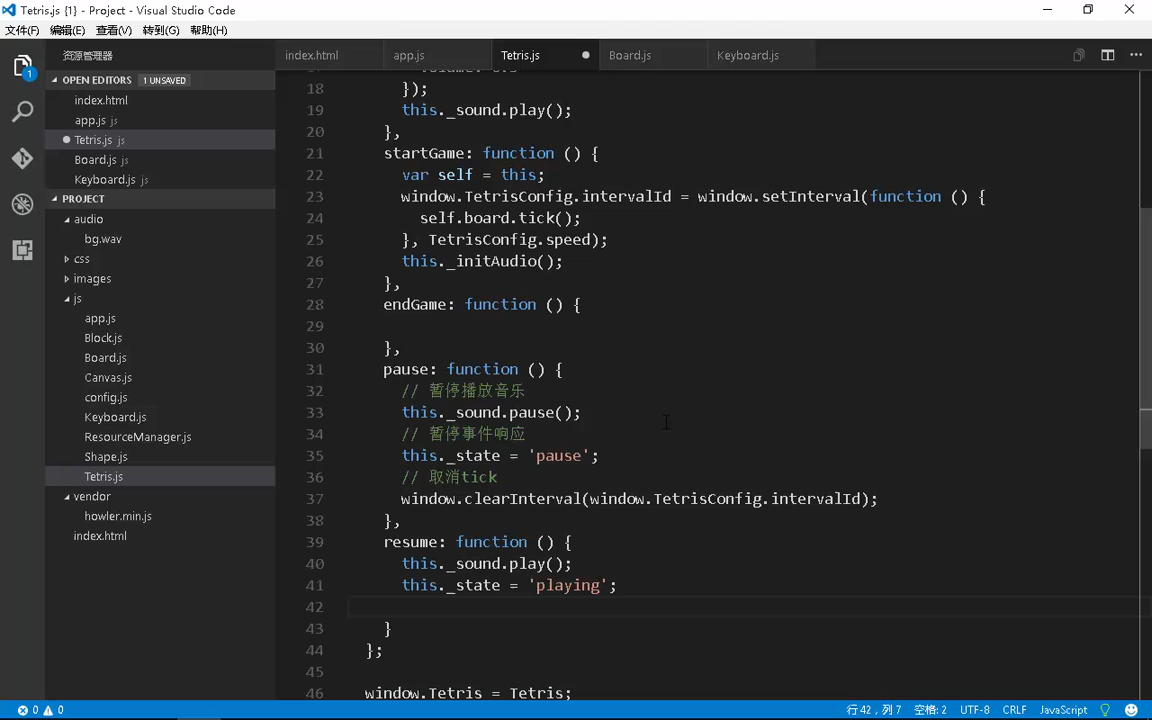 Tetris.js {1} - Project - Visual Studio Code
文件(F) 编辑(E) 查看(V) 转到(G) 帮助(H)
资源管理器
index.html app.js Tetris.js Board.js Keyboard.js
OPEN EDITORS 1 UNSAVED
index.html
app.js js
Tetris.js js
Board.js js
Keyboard.js js
PROJECT
audio
bg.wav
css
images
js
app.js
Block.js
Board.js
Canvas.js
config.js
Keyboard.js
ResourceManager.js
Shape.js
Tetris.js
vendor
howler.min.js
index.html
1
18 });
19 this._sound.play();
20 },
21 startGame: function () {
22 var self = this;
23 window.TetrisConfig.intervalId = window.setInterval(function () {
24 self.board.tick();
25 }, TetrisConfig.speed);
26 this._initAudio();
27 },
28 endGame: function () {
29
30 },
31 pause: function () {
32 // 暂停播放音乐
33 this._sound.pause();
34 // 暂停事件响应
35 this._state = 'pause';
36 // 取消tick
37 window.clearInterval(window.TetrisConfig.intervalId);
38 },
39 resume: function () {
40 this._sound.play();
41 this._state = 'playing';
42
43 }
44 };
45
46 window.Tetris = Tetris;
0 0 行 42，列 7 空格: 2 UTF-8 CRLF JavaScript